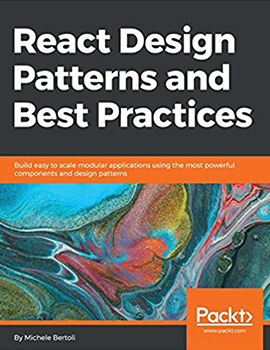 React Design
Patterns and
Best Practices
Build easy to scale modular applications using the most powerful
components and design patterns
Packt>
www.packt.com
By Michele Bertoli